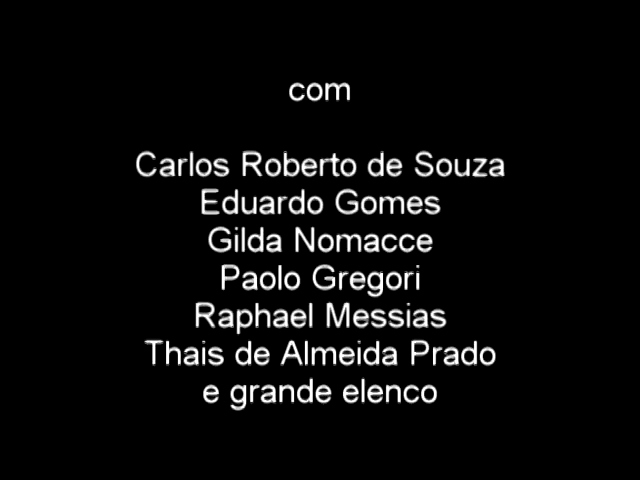 com
Carlos Roberto de Souza
Eduardo Gomes
Gilda Nomacce
Paolo Gregori
Raphael Messias
Thais de Almeida Prado
e grande elenco